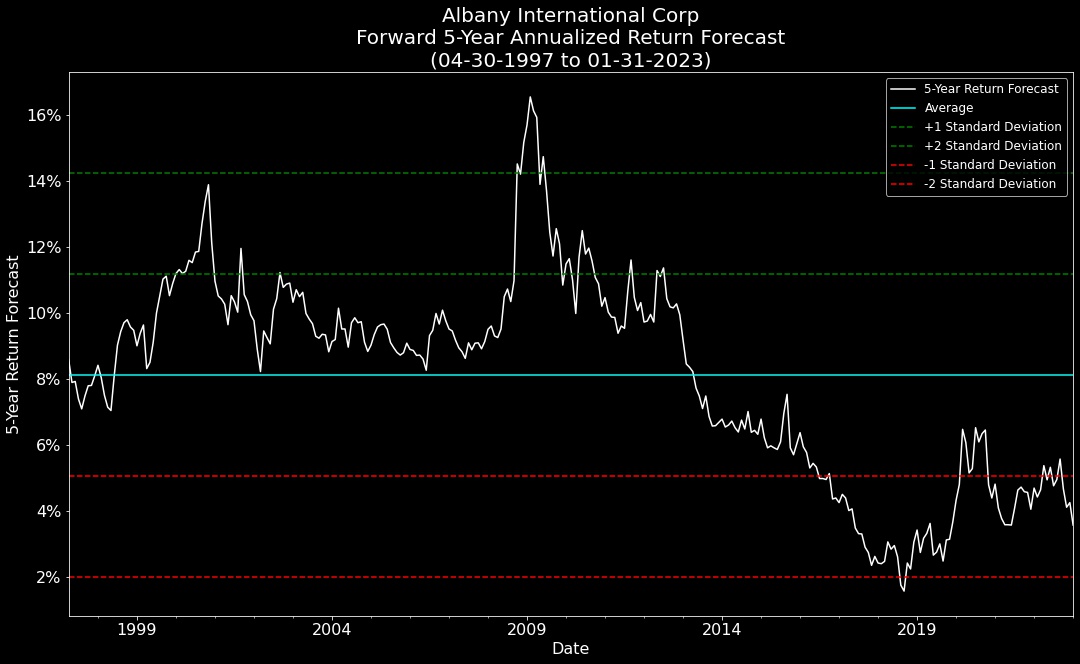 Albany International Corp
Forward 5-Year Annualized Return Forecast
(04-30-1997 to 01-31-2023)
5-Year Return Forecast
Average
+1 Standard Deviation
+2 Standard Deviation
-1 Standard Deviation
-2 Standard Deviation
5-Year Return Forecast
16%
14%
12%
10%
8%
6%
4%
2%
1999
2004
2009
2014
2019
Date